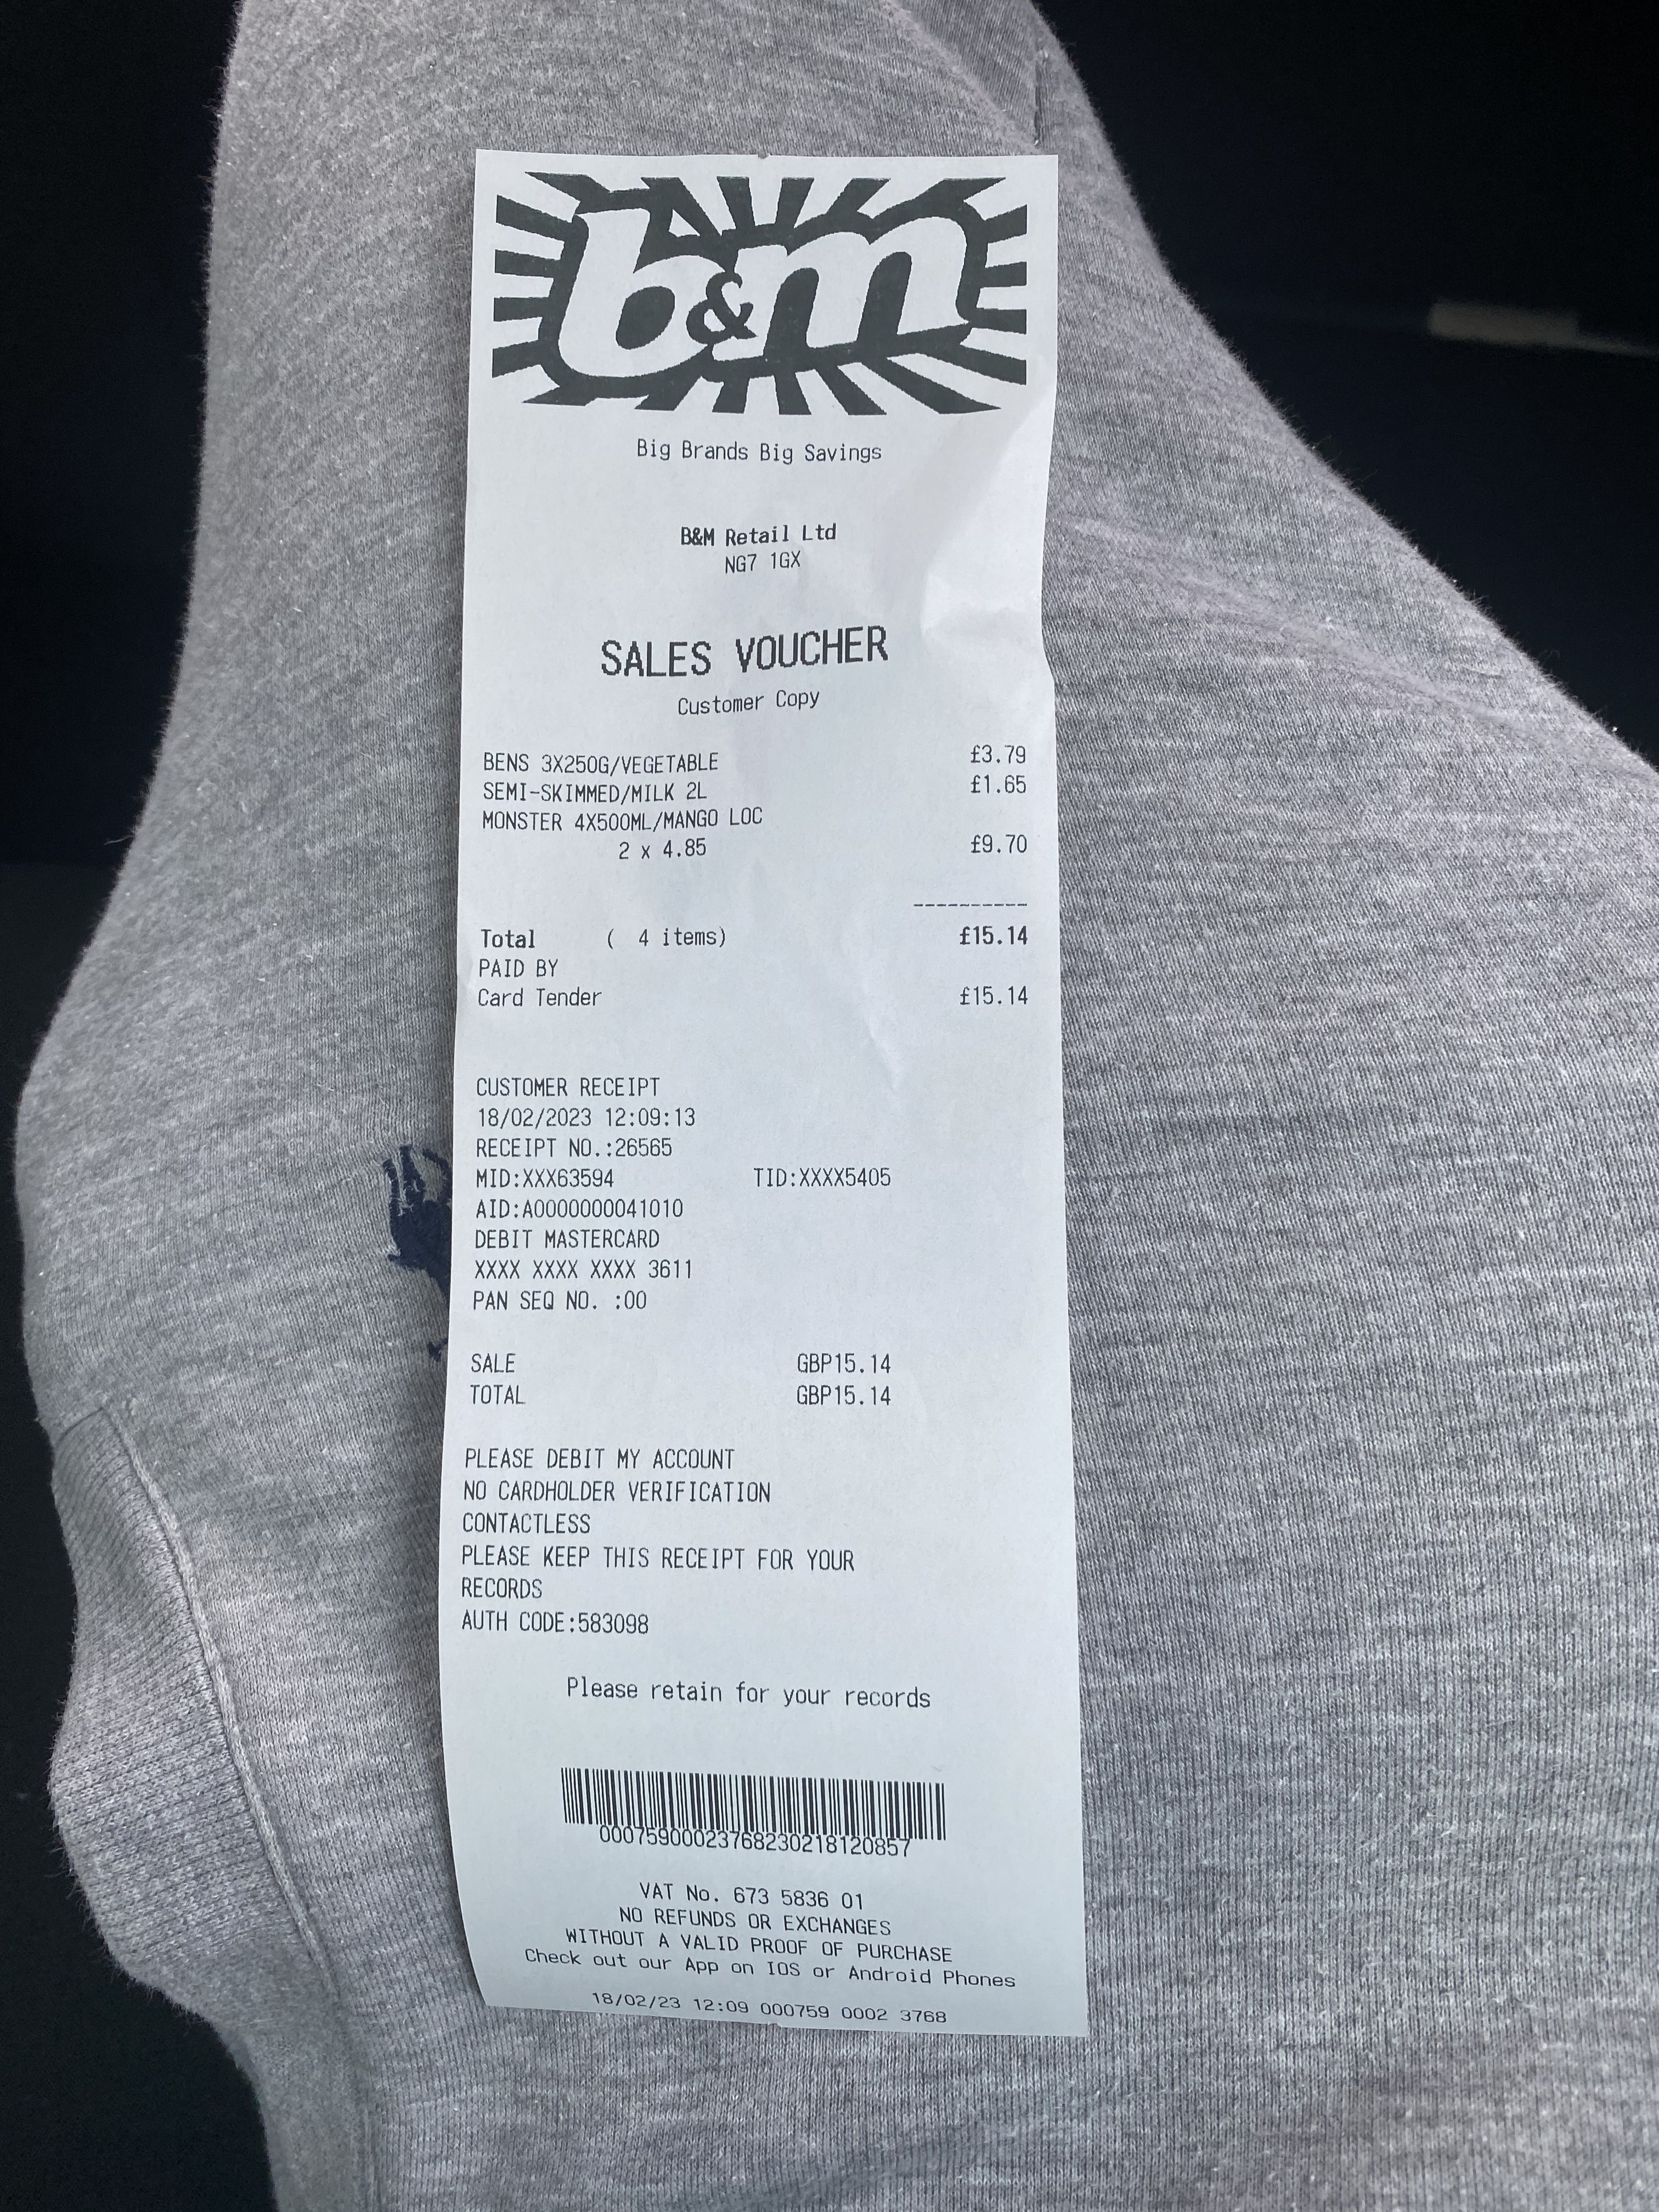 b&m
Big Brands Big Savings
B&M Retail Ltd
NG7 1GX
SALES VOUCHER
Customer Copy
BENS 3X250G/VEGETABLE £3.79
SEMI-SKIMMED/MILK 2L £1.65
MONSTER 4X500ML/MANGO LOC
2 x 4.85 £9.70
----------
Total ( 4 items) £15.14
PAID BY
Card Tender £15.14
CUSTOMER RECEIPT
18/02/2023 12:09:13
RECEIPT NO.:26565
MID:XXX63594 TID:XXXX5405
AID:A0000000041010
DEBIT MASTERCARD
XXXX XXXX XXXX 3611
PAN SEQ NO. :00
SALE GBP15.14
TOTAL GBP15.14
PLEASE DEBIT MY ACCOUNT
NO CARDHOLDER VERIFICATION
CONTACTLESS
PLEASE KEEP THIS RECEIPT FOR YOUR
RECORDS
AUTH CODE:583098
Please retain for your records
00075900023768230218120857
VAT No. 673 5836 01
NO REFUNDS OR EXCHANGES
WITHOUT A VALID PROOF OF PURCHASE
Check out our App on IOS or Android Phones
18/02/23 12:09 000759 0002 3768